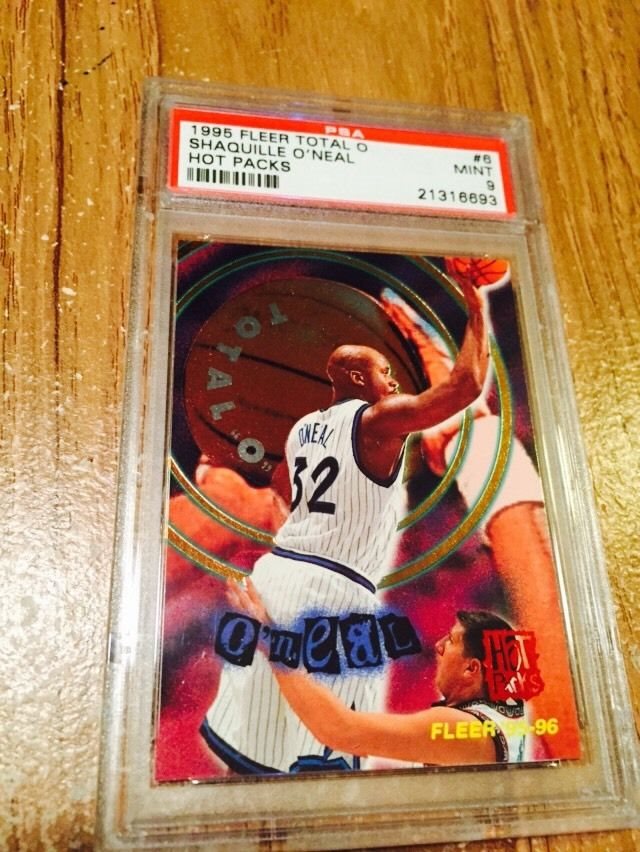 PSA
1995 FLEER TOTAL O
SHAQUILLE O'NEAL
HOT PACKS
#6
MINT
9
21316693
TOTAL
"O"
O'NEAL
32
O'nEaL
HOT
PACKS
FLEER '95-96